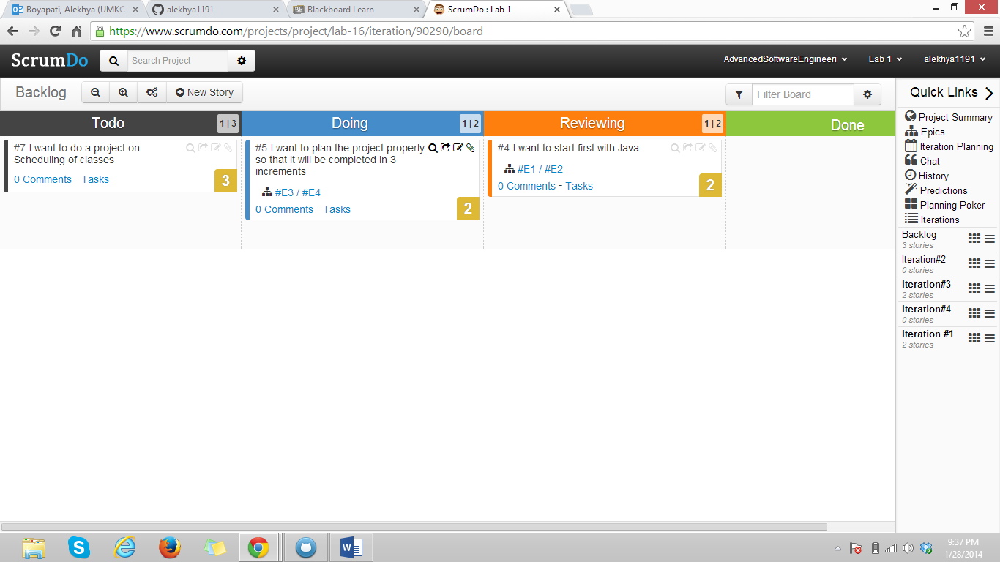 Boyapati, Alekhya (UMKC
alekhya1191
Blackboard Learn
ScrumDo : Lab 1
https://www.scrumdo.com/projects/project/lab-16/iteration/90290/board
ScrumDo
Search Project
AdvancedSoftwareEngineeri
Lab 1
alekhya1191
Backlog
New Story
Filter Board
Quick Links
Todo
1 | 3
Doing
1 | 2
Reviewing
1 | 2
Done
#7 I want to do a project on
Scheduling of classes
0 Comments - Tasks
3
#5 I want to plan the project properly
so that it will be completed in 3
increments
#E3 / #E4
0 Comments - Tasks
2
#4 I want to start first with Java.
#E1 / #E2
0 Comments - Tasks
2
Project Summary
Epics
Iteration Planning
Chat
History
Predictions
Planning Poker
Iterations
Backlog
3 stories
Iteration#2
0 stories
Iteration#3
2 stories
Iteration#4
0 stories
Iteration #1
2 stories
9:37 PM
1/28/2014